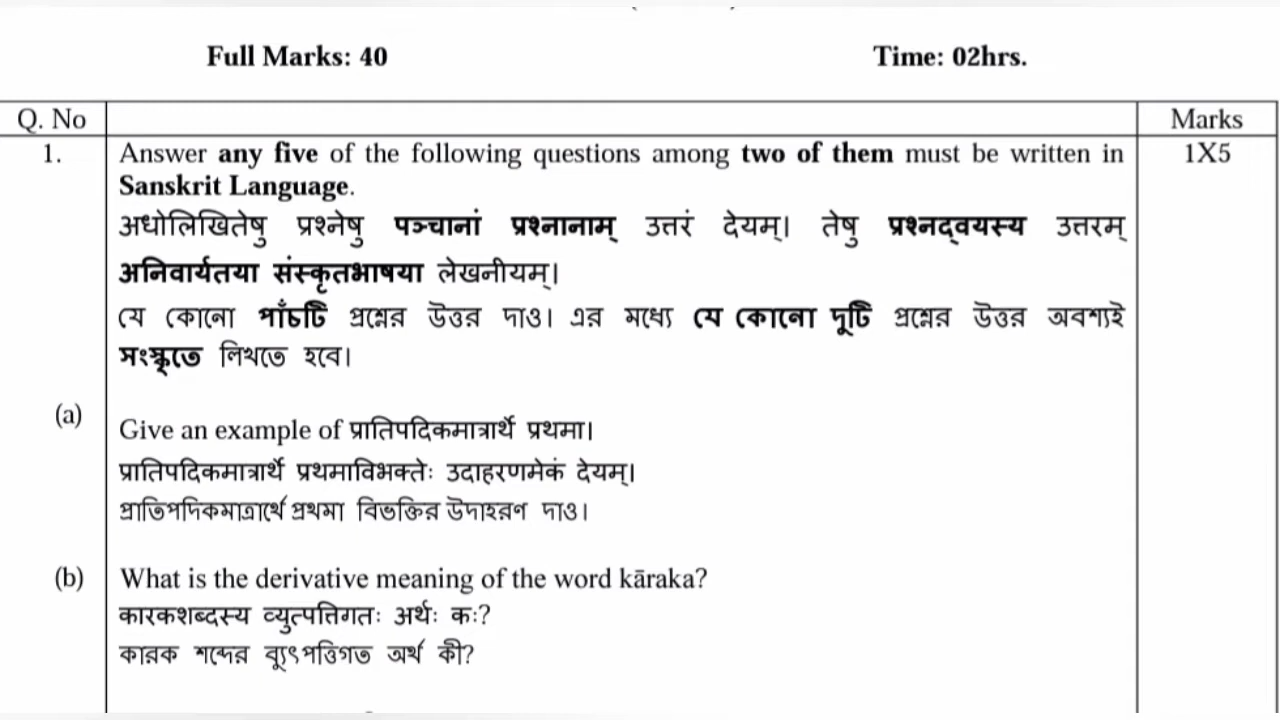 Full Marks: 40 Time: 02hrs.
Q. No Marks
1. Answer any five of the following questions among two of them must be written in 1X5
Sanskrit Language.
अधोलिखितेषु प्रश्नेषु पञ्चानां प्रश्नानाम् उत्तरं देयम्। तेषु प्रश्नद्वयस्य उत्तरम्
अनिवार्यतया संस्कृतभाषया लेखनीयम्।
যে কোনো পাঁচটি প্রশ্নের উত্তর দাও। এর মধ্যে যে কোনো দুটি প্রশ্নের উত্তর অবশ্যই
সংস্কৃতে লিখতে হবে।
(a) Give an example of प्रातिपदिकमात्रार्थे प्रथमा।
प्रातिपदिकमात्रार्थे प्रथमाविभक्तेः उदाहरणमेकं देयम्।
প্রাতিপদিকমাত্রার্থে প্রথমা বিভক্তির উদাহরণ দাও।
(b) What is the derivative meaning of the word kāraka?
कारकशब्दस्य व्युत्पत्तिगतः अर्थः कः?
কারক শব্দের ব্যুৎপত্তিগত অর্থ কী?